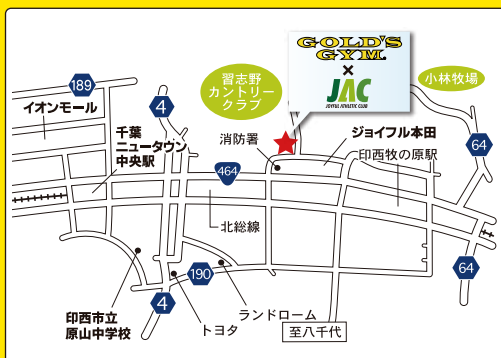 GOLD'S
GYM.
×
JAC
JOYFUL ATHLETIC CLUB
189
習志野
カントリー
クラブ
小林牧場
イオンモール
4
千葉
ニュータウン
中央駅
消防署
ジョイフル本田
64
印西牧の原駅
464
北総線
190
64
印西市立
原山中学校
4
トヨタ
ランドローム
至八千代